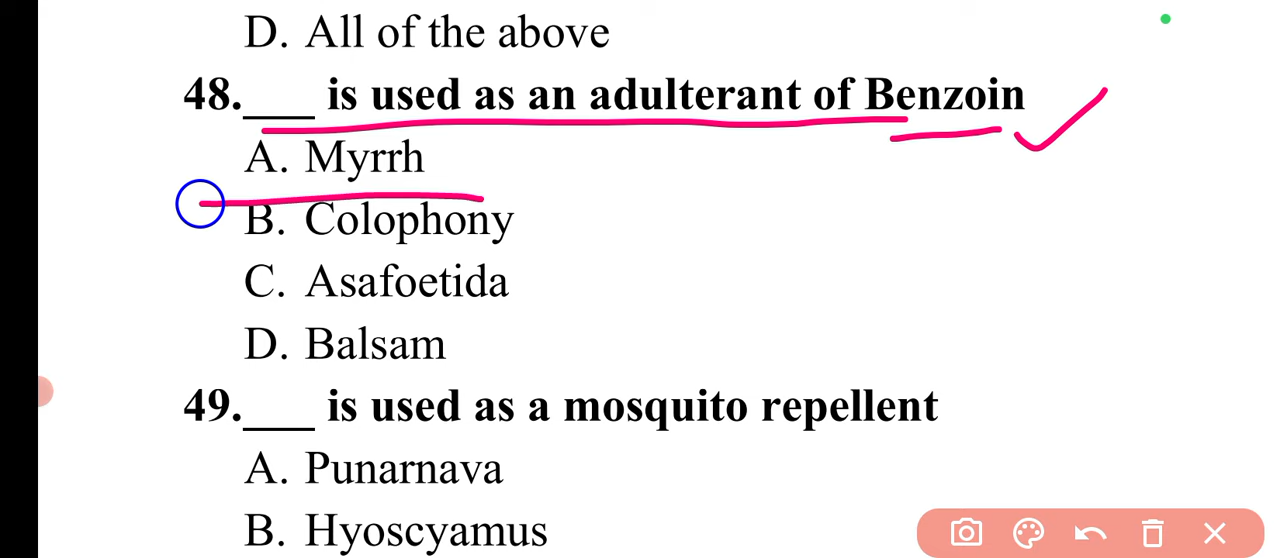 D. All of the above
48.___ is used as an adulterant of Benzoin
A. Myrrh
B. Colophony
C. Asafoetida
D. Balsam
49.___ is used as a mosquito repellent
A. Punarnava
B. Hyoscyamus